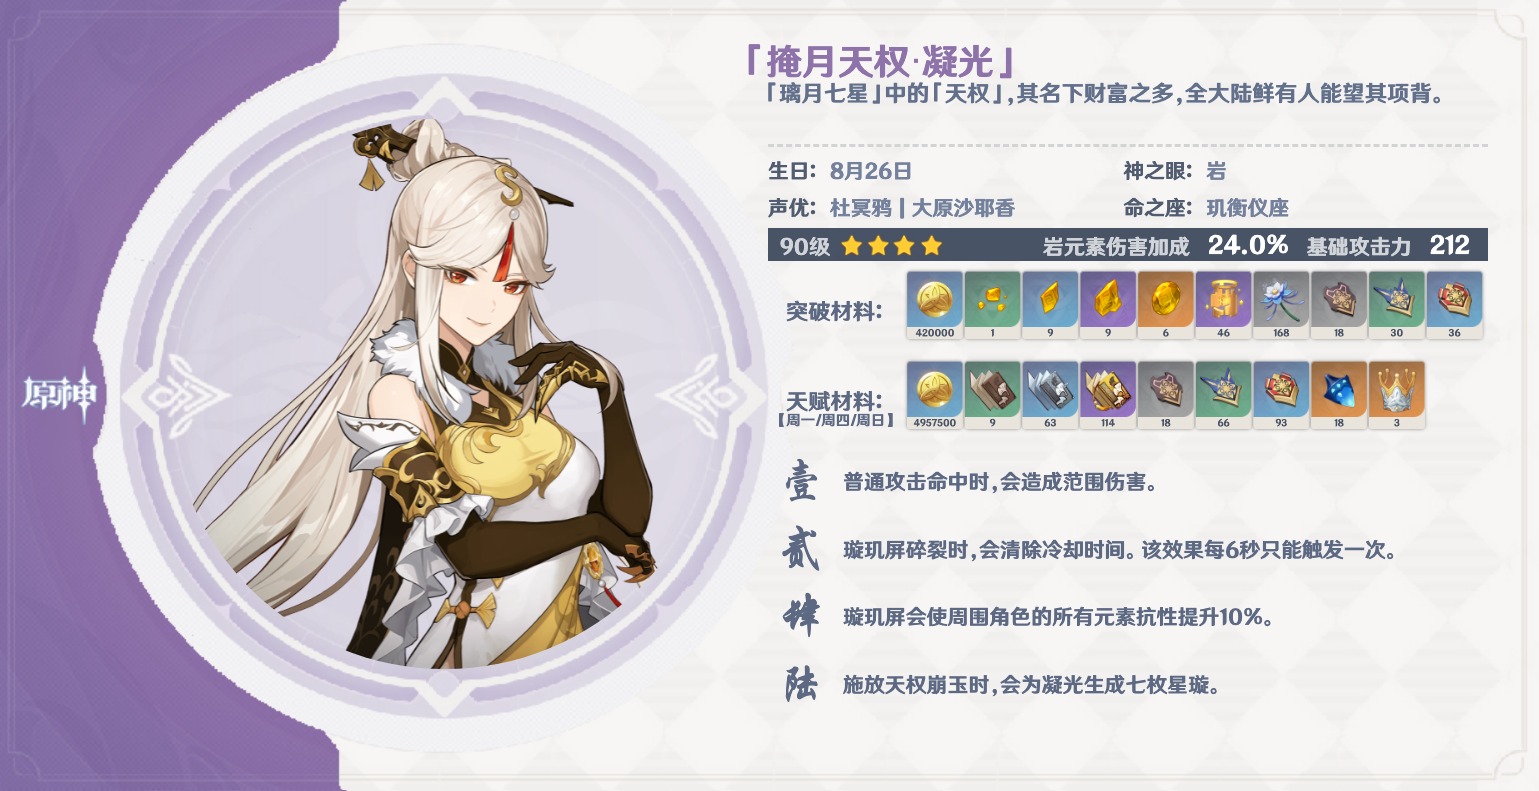 原神
「掩月天权·凝光」
「璃月七星」中的「天权」,其名下财富之多,全大陆鲜有人能望其项背。
生日: 8月26日 神之眼: 岩
声优: 杜冥鸦 | 大原沙耶香 命之座: 玑衡仪座
90级 岩元素伤害加成 24.0% 基础攻击力 212
突破材料:
420000 1 9 9 6 46 168 18 30 36
天赋材料:
【周一/周四/周日】
4957500 9 63 114 18 66 93 18 3
壹 普通攻击命中时,会造成范围伤害。
贰 璇玑屏碎裂时,会清除冷却时间。该效果每6秒只能触发一次。
肆 璇玑屏会使周围角色的所有元素抗性提升10%。
陆 施放天权崩玉时,会为凝光生成七枚星璇。